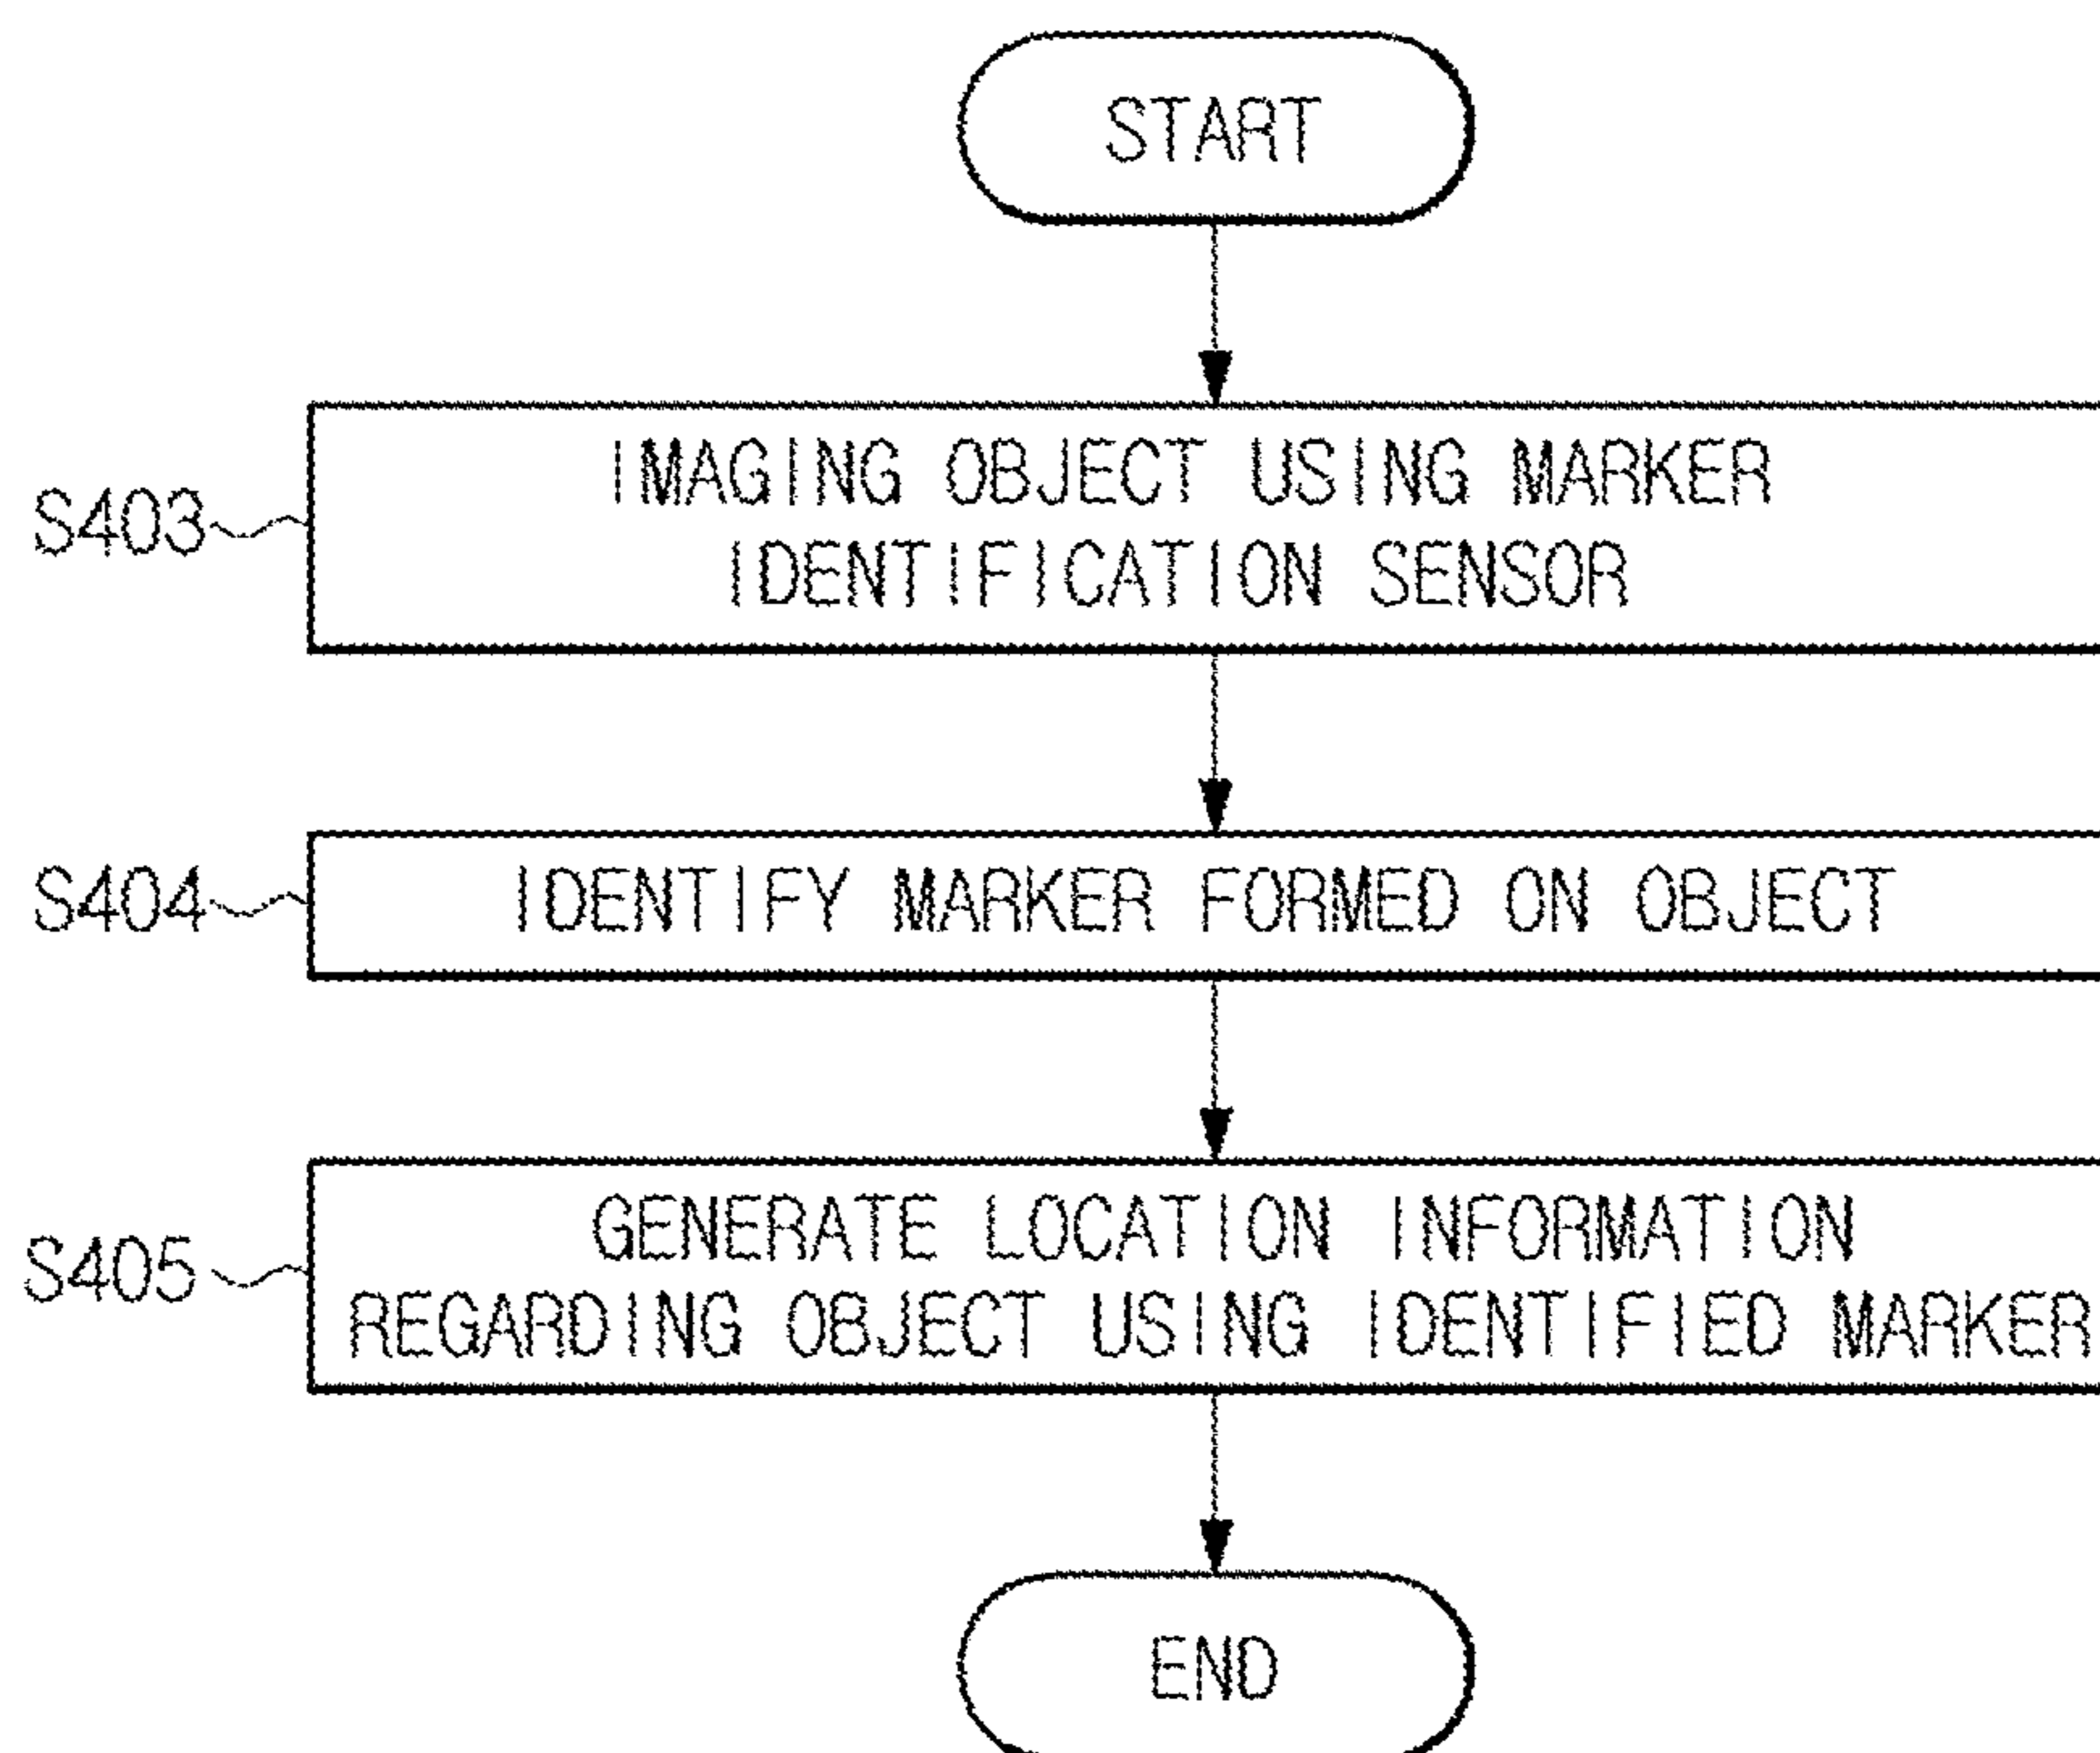 START
S403
IMAGING OBJECT USING MARKER
IDENTIFICATION SENSOR
S404
IDENTIFY MARKER FORMED ON OBJECT
S405
GENERATE LOCATION INFORMATION
REGARDING OBJECT USING IDENTIFIED MARKER
END